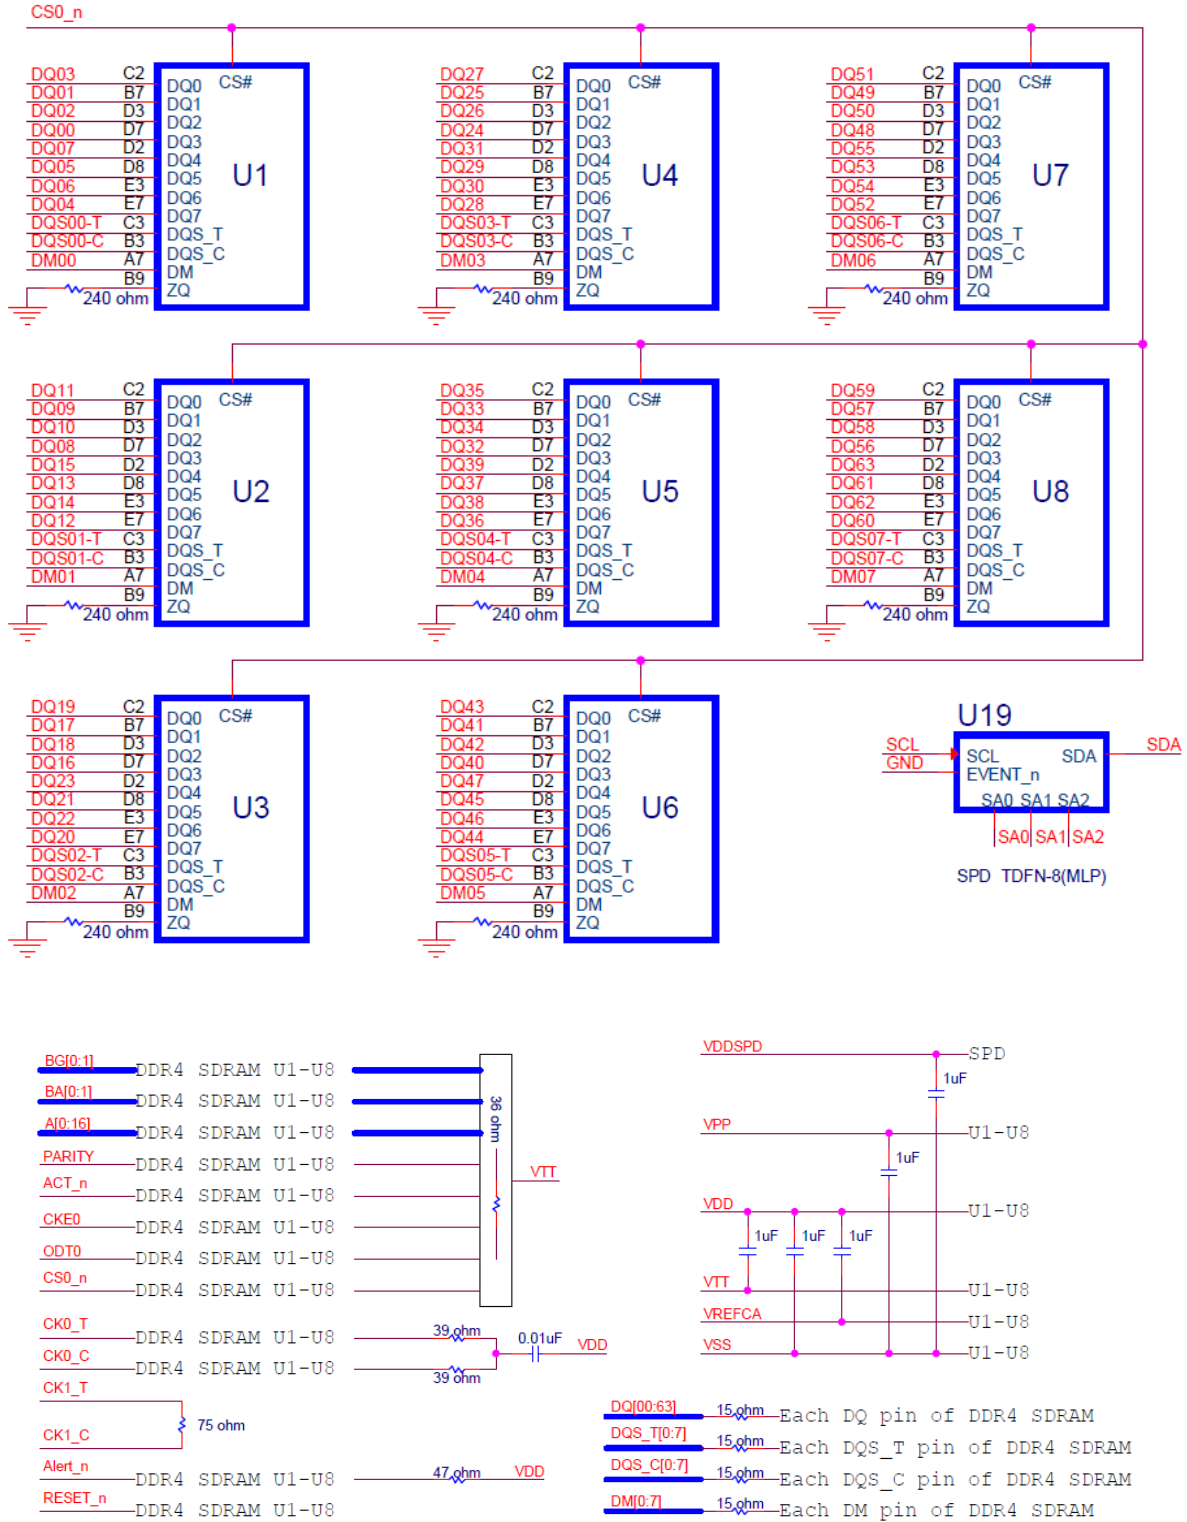 CS0_n
DQ03 C2 DQ0 CS#
DQ01 B7 DQ1
DQ02 D3 DQ2
DQ00 D7 DQ3
DQ07 D2 DQ4
DQ05 D8 DQ5
DQ06 E3 DQ6
DQ04 E7 DQ7
DQS00-T C3 DQS_T
DQS00-C B3 DQS_C
DM00 A7 DM
B9 ZQ
240 ohm
U1
DQ27 C2 DQ0 CS#
DQ25 B7 DQ1
DQ26 D3 DQ2
DQ24 D7 DQ3
DQ31 D2 DQ4
DQ29 D8 DQ5
DQ30 E3 DQ6
DQ28 E7 DQ7
DQS03-T C3 DQS_T
DQS03-C B3 DQS_C
DM03 A7 DM
B9 ZQ
240 ohm
U4
DQ51 C2 DQ0 CS#
DQ49 B7 DQ1
DQ50 D3 DQ2
DQ48 D7 DQ3
DQ55 D2 DQ4
DQ53 D8 DQ5
DQ54 E3 DQ6
DQ52 E7 DQ7
DQS06-T C3 DQS_T
DQS06-C B3 DQS_C
DM06 A7 DM
B9 ZQ
240 ohm
U7
DQ11 C2 DQ0 CS#
DQ09 B7 DQ1
DQ10 D3 DQ2
DQ08 D7 DQ3
DQ15 D2 DQ4
DQ13 D8 DQ5
DQ14 E3 DQ6
DQ12 E7 DQ7
DQS01-T C3 DQS_T
DQS01-C B3 DQS_C
DM01 A7 DM
B9 ZQ
240 ohm
U2
DQ35 C2 DQ0 CS#
DQ33 B7 DQ1
DQ34 D3 DQ2
DQ32 D7 DQ3
DQ39 D2 DQ4
DQ37 D8 DQ5
DQ38 E3 DQ6
DQ36 E7 DQ7
DQS04-T C3 DQS_T
DQS04-C B3 DQS_C
DM04 A7 DM
B9 ZQ
240 ohm
U5
DQ59 C2 DQ0 CS#
DQ57 B7 DQ1
DQ58 D3 DQ2
DQ56 D7 DQ3
DQ63 D2 DQ4
DQ61 D8 DQ5
DQ62 E3 DQ6
DQ60 E7 DQ7
DQS07-T C3 DQS_T
DQS07-C B3 DQS_C
DM07 A7 DM
B9 ZQ
240 ohm
U8
DQ19 C2 DQ0 CS#
DQ17 B7 DQ1
DQ18 D3 DQ2
DQ16 D7 DQ3
DQ23 D2 DQ4
DQ21 D8 DQ5
DQ22 E3 DQ6
DQ20 E7 DQ7
DQS02-T C3 DQS_T
DQS02-C B3 DQS_C
DM02 A7 DM
B9 ZQ
240 ohm
U3
DQ43 C2 DQ0 CS#
DQ41 B7 DQ1
DQ42 D3 DQ2
DQ40 D7 DQ3
DQ47 D2 DQ4
DQ45 D8 DQ5
DQ46 E3 DQ6
DQ44 E7 DQ7
DQS05-T C3 DQS_T
DQS05-C B3 DQS_C
DM05 A7 DM
B9 ZQ
240 ohm
U6
U19
SCL SCL SDA SDA
GND EVENT_n
SA0 SA1 SA2
SA0 SA1 SA2
SPD TDFN-8(MLP)
BG[0:1] DDR4 SDRAM U1-U8
BA[0:1] DDR4 SDRAM U1-U8
A[0:16] DDR4 SDRAM U1-U8
PARITY DDR4 SDRAM U1-U8
ACT_n DDR4 SDRAM U1-U8
CKE0 DDR4 SDRAM U1-U8
ODT0 DDR4 SDRAM U1-U8
CS0_n DDR4 SDRAM U1-U8
36 ohm
VTT
CK0_T DDR4 SDRAM U1-U8 39 ohm
0.01uF VDD
CK0_C DDR4 SDRAM U1-U8 39 ohm
CK1_T
75 ohm
CK1_C
Alert_n DDR4 SDRAM U1-U8 47 ohm VDD
RESET_n DDR4 SDRAM U1-U8
VDDSPD SPD
1uF
VPP U1-U8
1uF
VDD U1-U8
1uF 1uF 1uF
VTT U1-U8
VREFCA U1-U8
VSS U1-U8
DQ[00:63] 15 ohm Each DQ pin of DDR4 SDRAM
DQS_T[0:7] 15 ohm Each DQS_T pin of DDR4 SDRAM
DQS_C[0:7] 15 ohm Each DQS_C pin of DDR4 SDRAM
DM[0:7] 15 ohm Each DM pin of DDR4 SDRAM